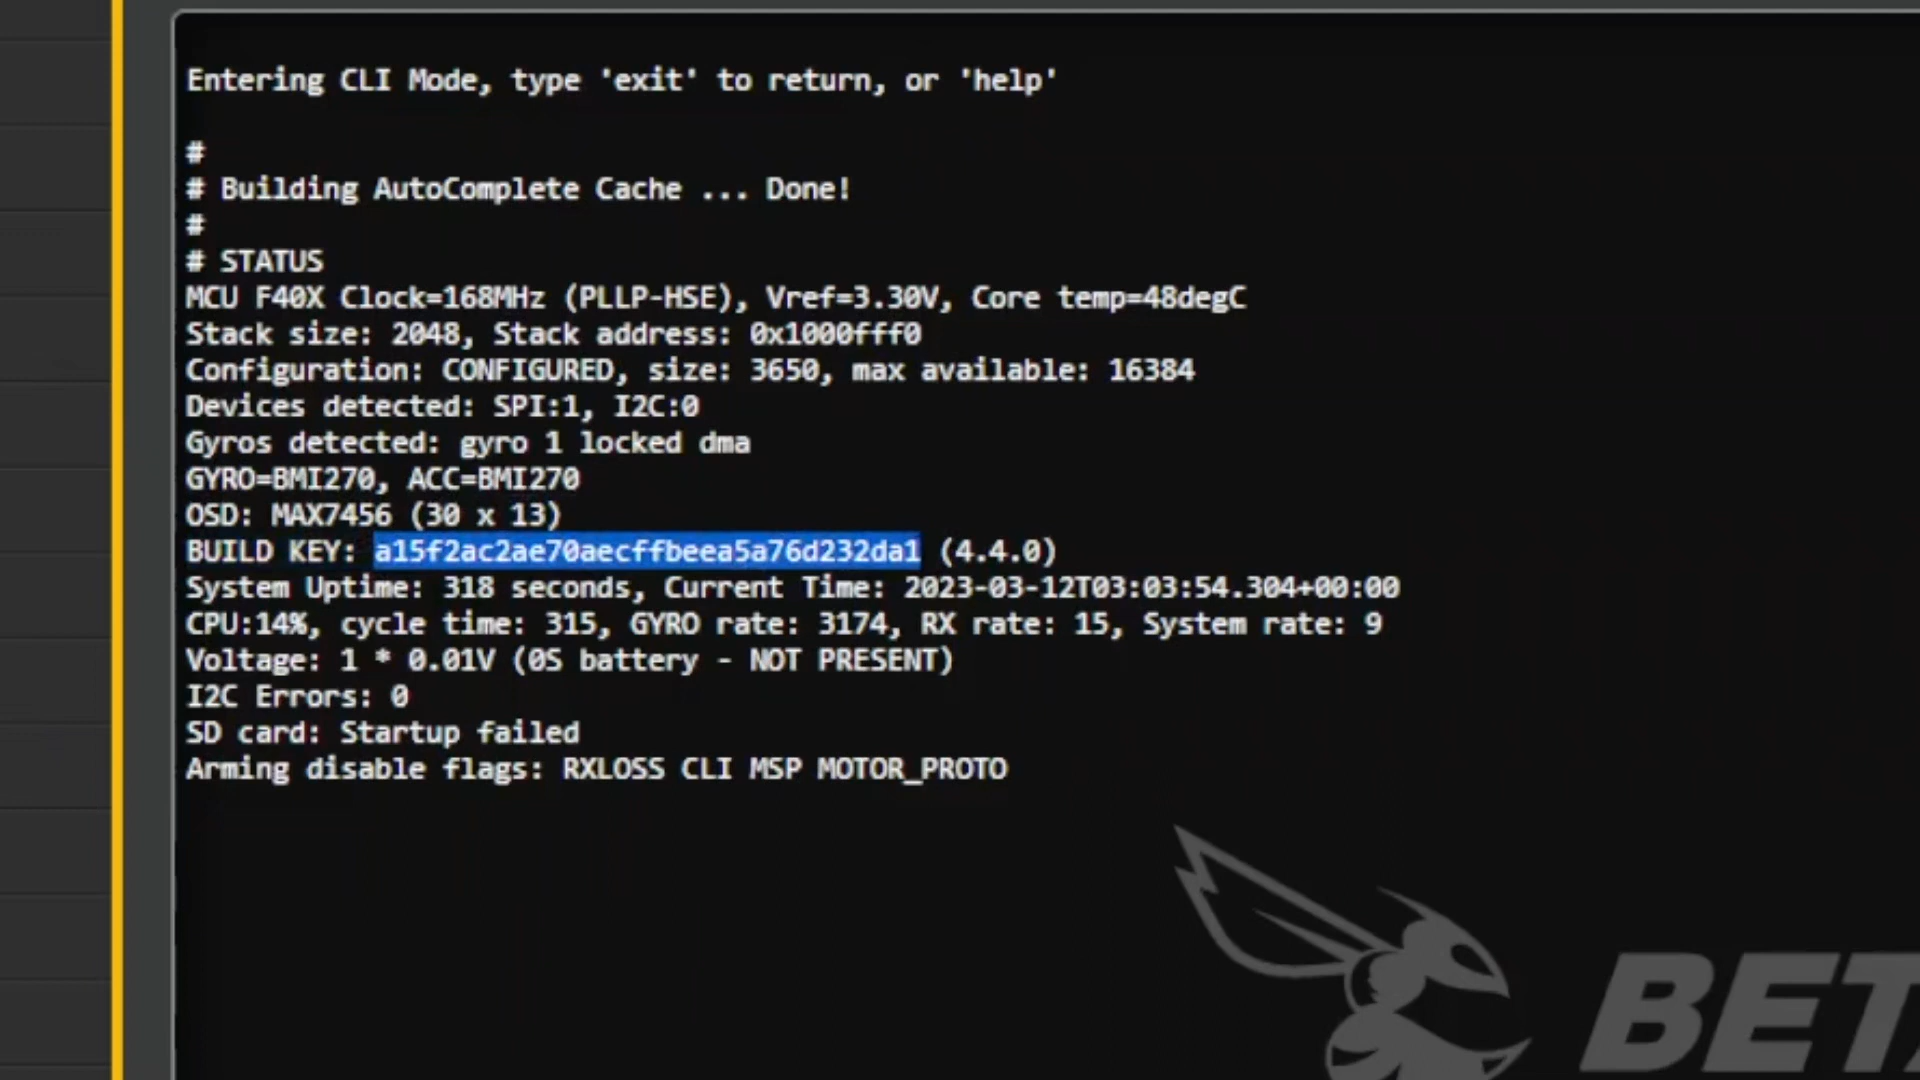 Entering CLI Mode, type 'exit' to return, or 'help'
#
# Building AutoComplete Cache ... Done!
#
# STATUS
MCU F40X Clock=168MHz (PLLP-HSE), Vref=3.30V, Core temp=48degC
Stack size: 2048, Stack address: 0x1000fff0
Configuration: CONFIGURED, size: 3650, max available: 16384
Devices detected: SPI:1, I2C:0
Gyros detected: gyro 1 locked dma
GYRO=BMI270, ACC=BMI270
OSD: MAX7456 (30 x 13)
BUILD KEY: a15f2ac2ae70aecffbeea5a76d232da1 (4.4.0)
System Uptime: 318 seconds, Current Time: 2023-03-12T03:03:54.304+00:00
CPU:14%, cycle time: 315, GYRO rate: 3174, RX rate: 15, System rate: 9
Voltage: 1 * 0.01V (0S battery - NOT PRESENT)
I2C Errors: 0
SD card: Startup failed
Arming disable flags: RXLOSS CLI MSP MOTOR_PROTO